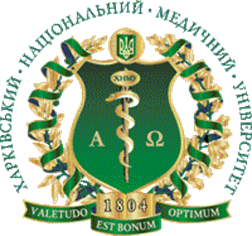 ХАРКІВСЬКИЙ · НАЦІОНАЛЬНИЙ · МЕДИЧНИЙ · УНІВЕРСИТЕТ
ХНМУ
Α Ω
1804
VALETUDO EST BONUM OPTIMUM